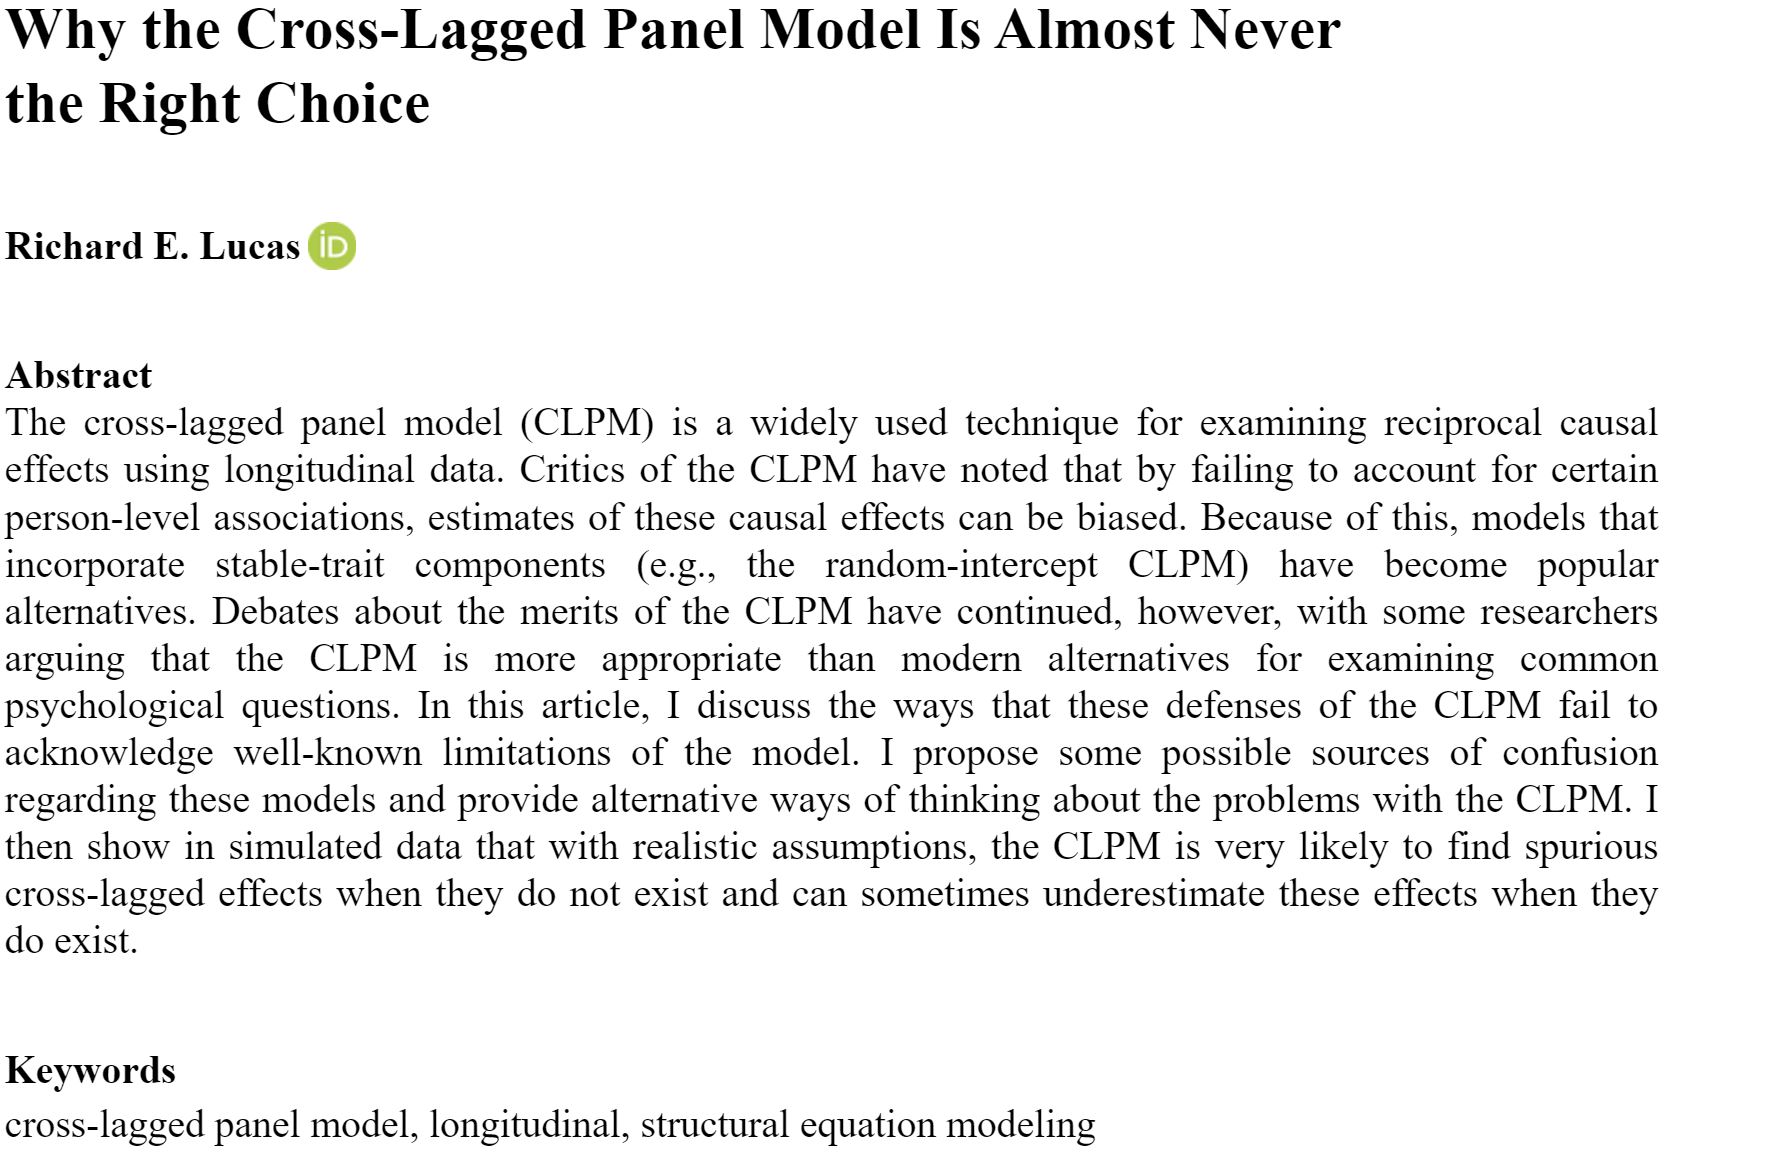 Why the Cross-Lagged Panel Model Is Almost Never
the Right Choice
Richard E. Lucas iD
Abstract
The cross-lagged panel model (CLPM) is a widely used technique for examining reciprocal causal
effects using longitudinal data. Critics of the CLPM have noted that by failing to account for certain
person-level associations, estimates of these causal effects can be biased. Because of this, models that
incorporate stable-trait components (e.g., the random-intercept CLPM) have become popular
alternatives. Debates about the merits of the CLPM have continued, however, with some researchers
arguing that the CLPM is more appropriate than modern alternatives for examining common
psychological questions. In this article, I discuss the ways that these defenses of the CLPM fail to
acknowledge well-known limitations of the model. I propose some possible sources of confusion
regarding these models and provide alternative ways of thinking about the problems with the CLPM. I
then show in simulated data that with realistic assumptions, the CLPM is very likely to find spurious
cross-lagged effects when they do not exist and can sometimes underestimate these effects when they
do exist.
Keywords
cross-lagged panel model, longitudinal, structural equation modeling